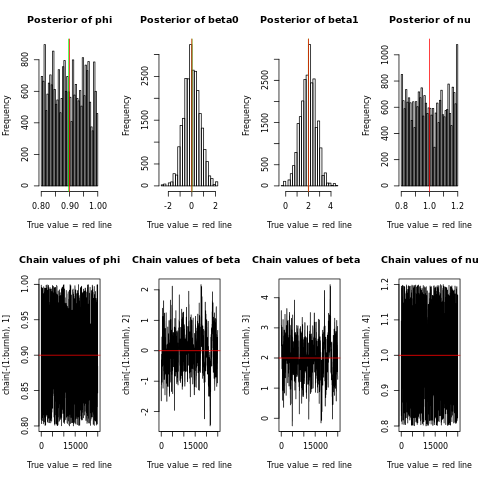 Posterior of phi
Posterior of beta0
Posterior of beta1
Posterior of nu
Frequency
0 200 400 600 800
0.80 0.90 1.00
True value = red line
Frequency
0 500 1500 2500
-2 0 2
True value = red line
Frequency
0 500 1500 2500
0 2 4
True value = red line
Frequency
0 200 400 600 800 1000
0.8 1.0 1.2
True value = red line
Chain values of phi
Chain values of beta
Chain values of beta
Chain values of nu
chain[-(1:burnIn), 1]
0.80 0.85 0.90 0.95 1.00
0 15000
True value = red line
chain[-(1:burnIn), 2]
-2 -1 0 1 2
0 15000
True value = red line
chain[-(1:burnIn), 3]
0 1 2 3 4
0 15000
True value = red line
chain[-(1:burnIn), 4]
0.8 0.9 1.0 1.1 1.2
0 15000
True value = red line